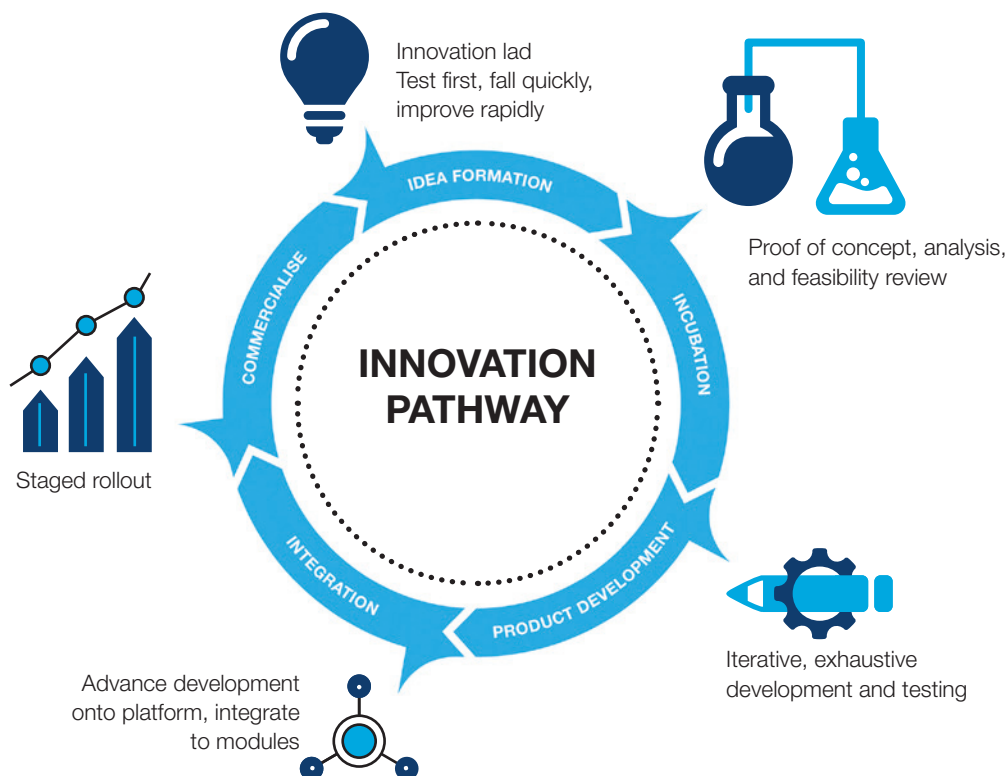 Innovation lad
Test first, fall quickly,
improve rapidly
IDEA FORMATION
Proof of concept, analysis,
and feasibility review
INCUBATION
COMMERCIALISE
INNOVATION
PATHWAY
Staged rollout
PRODUCT DEVELOPMENT
INTEGRATION
Iterative, exhaustive
development and testing
Advance development
onto platform, integrate
to modules